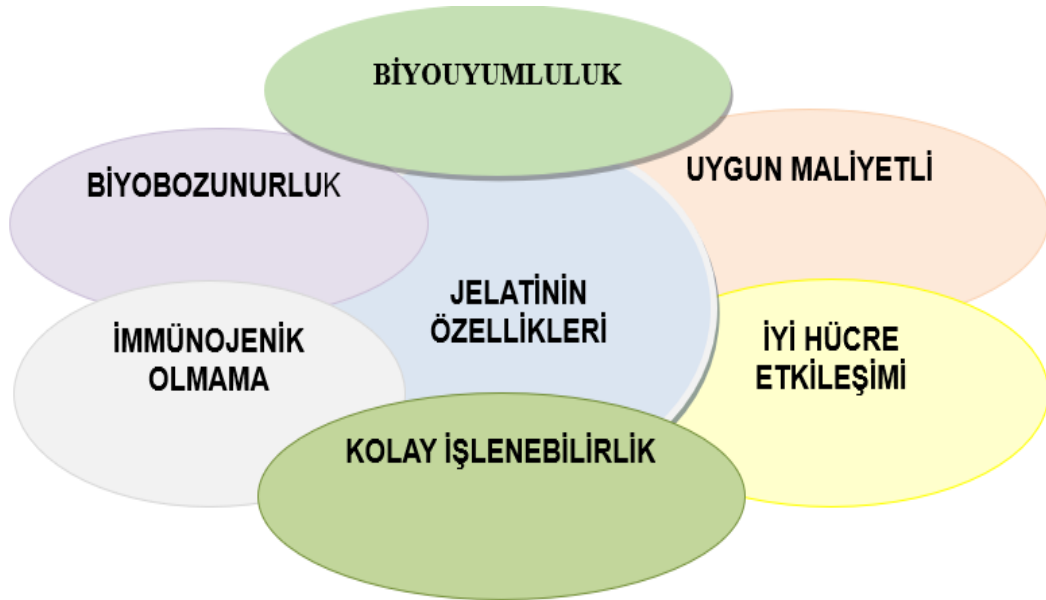 BİYOUYUMLULUK
BİYOBOZUNURLUK
UYGUN MALİYETLİ
JELATİNİN
ÖZELLİKLERİ
İMMÜNOJENİK
OLMAMA
İYİ HÜCRE
ETKİLEŞİMİ
KOLAY İŞLENEBİLİRLİK